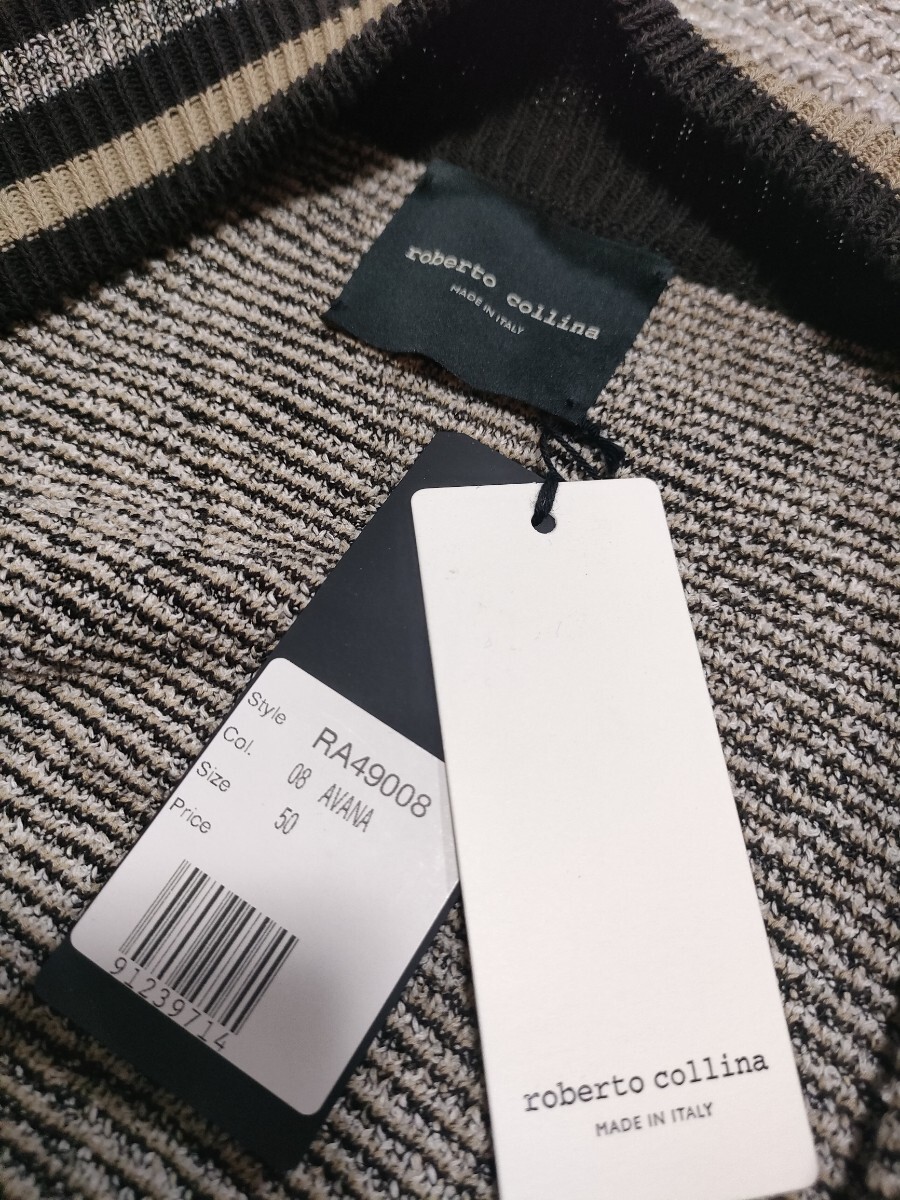 roberto collina
MADE IN ITALY
Style RA49008
Col. 08 AVANA
Size 50
Price
91239714
roberto collina
MADE IN ITALY